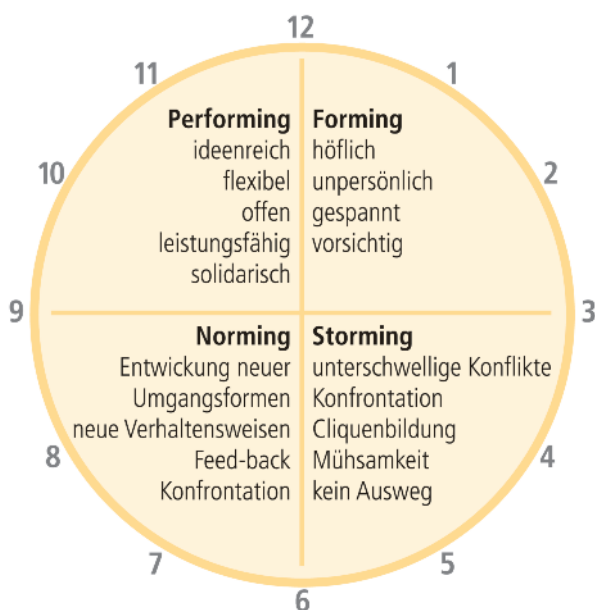 12
11
1
Performing
ideenreich
flexibel
offen
leistungsfähig
solidarisch
Forming
höflich
unpersönlich
gespannt
vorsichtig
10
2
9
3
Norming
Entwickung neuer
Umgangsformen
neue Verhaltensweisen
Feed-back
Konfrontation
Storming
unterschwellige Konflikte
Konfrontation
Cliquenbildung
Mühsamkeit
kein Ausweg
8
4
7
5
6